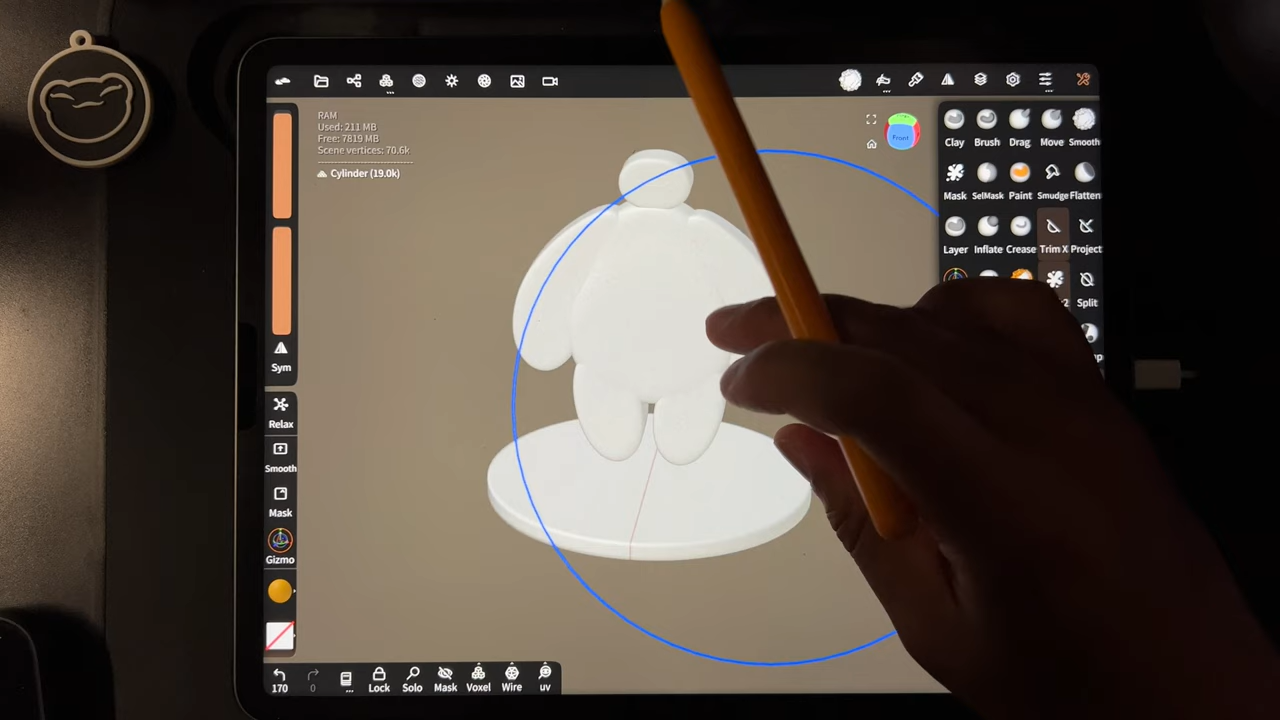 RAM
Used: 211 MB
Free: 7819 MB
Scene vertices: 70.6k
Cylinder (19.0k)
Front
Clay Brush Drag Move Smooth
Mask SelMask Paint Smudge Flatten
Layer Inflate Crease Trim X Project
Split
Sym
Relax
Smooth
Mask
Gizmo
170 0 Lock Solo Mask Voxel Wire uv